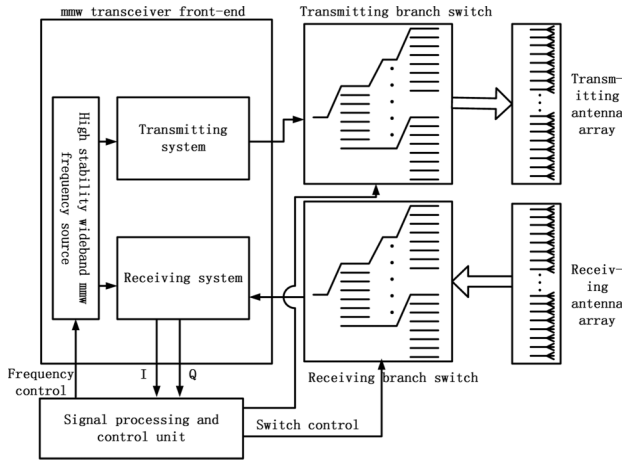 mmw transceiver front-end
Transmitting branch switch
High stability wideband mmw
frequency source
Transmitting
system
Transm-
itting
antenna
array
Receiving system
Receiv-
ing
antenna
array
Frequency
control
I
Q
Receiving branch switch
Signal processing and
control unit
Switch control